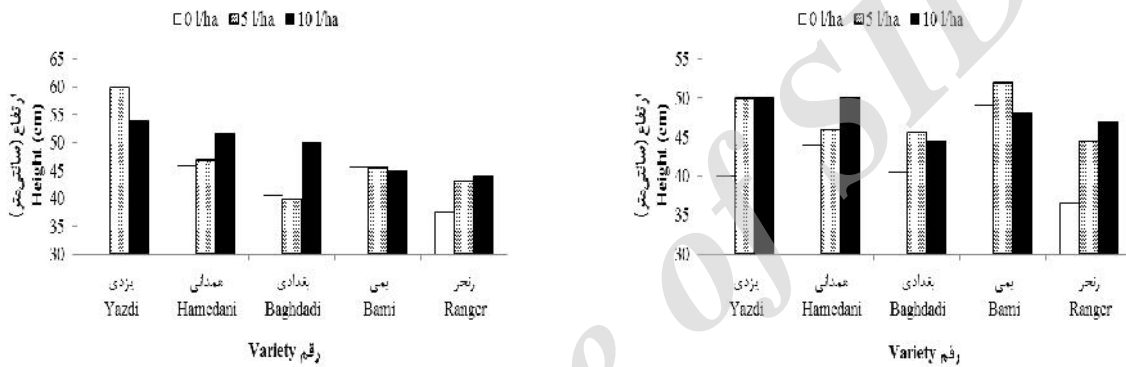 0 l/ha 5 l/ha 10 l/ha
ارتفاع (سانتی‌متر)
Height (cm)
65
60
55
50
45
40
35
30
یزدی همدانی بغدادی بمی رنجر
Yazdi Hamedani Baghdadi Bami Ranger
رقم Variety
0 l/ha 5 l/ha 10 l/ha
ارتفاع (سانتی‌متر)
Height (cm)
55
50
45
40
35
30
یزدی همدانی بغدادی بمی رنجر
Yazdi Hamedani Baghdadi Bami Ranger
رقم Variety
of SID